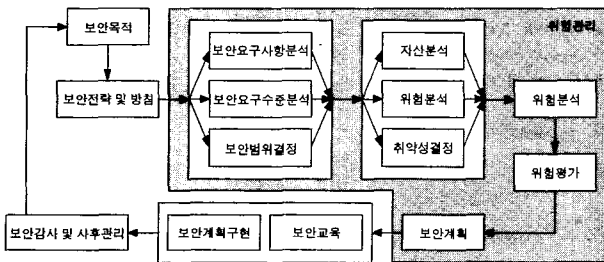 위험관리
보안목적
보안전략 및 방침
보안요구사항분석
보안요구수준분석
보안범위결정
자산분석
위험분석
취약성결정
위험분석
위험평가
보안계획
보안교육
보안계획구현
보안감사 및 사후관리